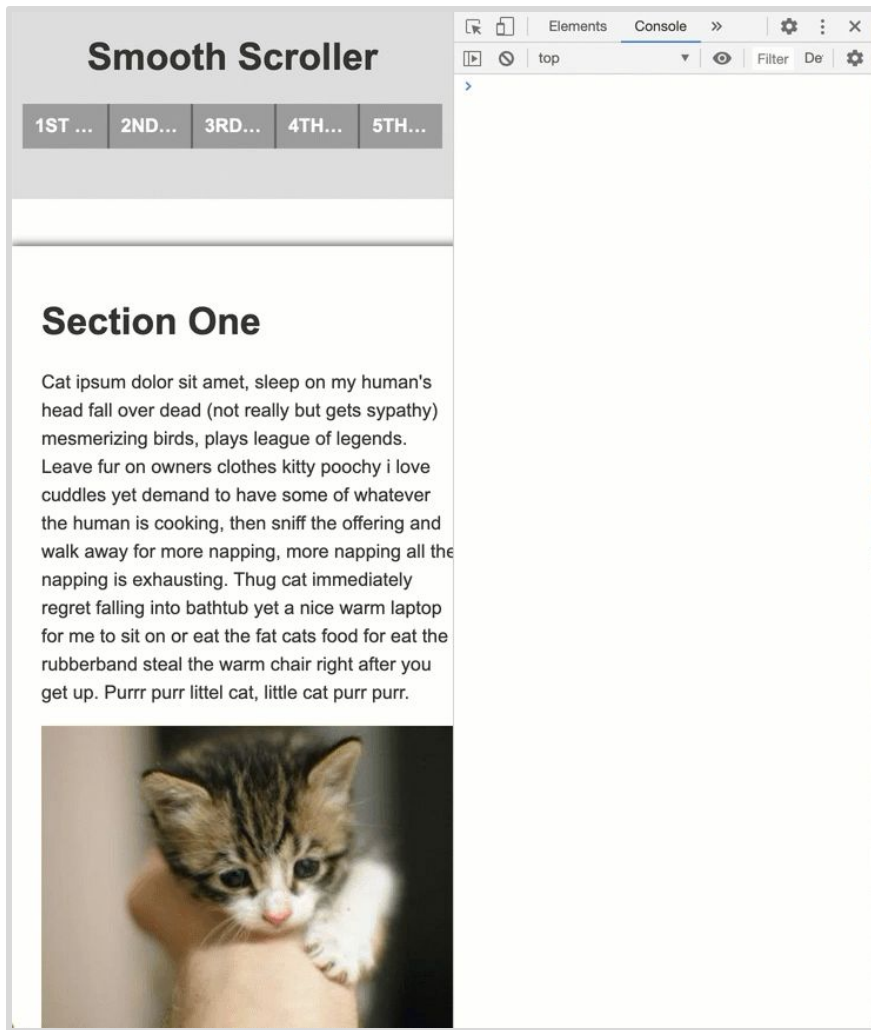 Smooth Scroller
1ST ... 2ND... 3RD... 4TH... 5TH...
Section One
Cat ipsum dolor sit amet, sleep on my human's
head fall over dead (not really but gets sypathy)
mesmerizing birds, plays league of legends.
Leave fur on owners clothes kitty poochy i love
cuddles yet demand to have some of whatever
the human is cooking, then sniff the offering and
walk away for more napping, more napping all the
napping is exhausting. Thug cat immediately
regret falling into bathtub yet a nice warm laptop
for me to sit on or eat the fat cats food for eat the
rubberband steal the warm chair right after you
get up. Purrr purr littel cat, little cat purr purr.
Elements Console »
top Filter De